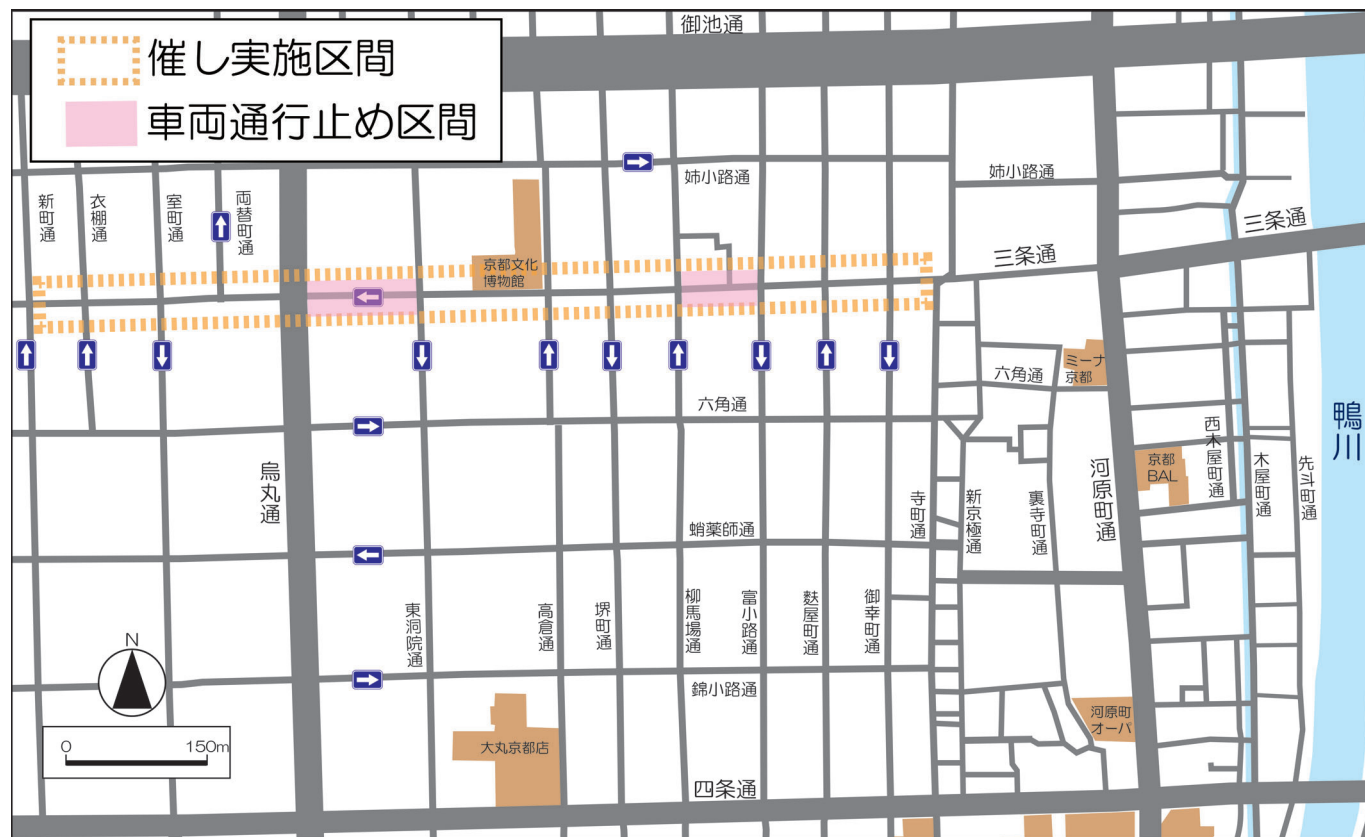 御池通
催し実施区間
車両通行止め区間
姉小路通
姉小路通
新町通
衣棚通
室町通
両替町通
三条通
三条通
京都文化
博物館
ミーナ
京都
六角通
六角通
鴨川
烏丸通
河原町通
京都
BAL
西木屋町通
木屋町通
先斗町通
寺町通
新京極通
裏寺町通
蛸薬師通
東洞院通
高倉通
堺町通
柳馬場通
富小路通
麩屋町通
御幸町通
N
錦小路通
0 150m
大丸京都店
河原町
オーパ
四条通